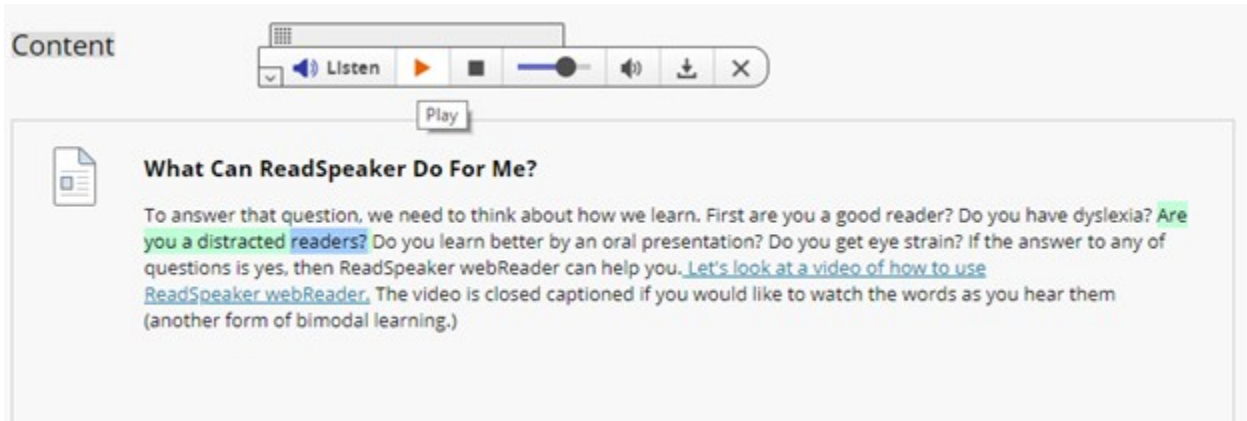 Content
Listen
Play
What Can ReadSpeaker Do For Me?
To answer that question, we need to think about how we learn. First are you a good reader? Do you have dyslexia? Are
you a distracted readers? Do you learn better by an oral presentation? Do you get eye strain? If the answer to any of
questions is yes, then ReadSpeaker webReader can help you. Let's look at a video of how to use
ReadSpeaker webReader. The video is closed captioned if you would like to watch the words as you hear them
(another form of bimodal learning.)